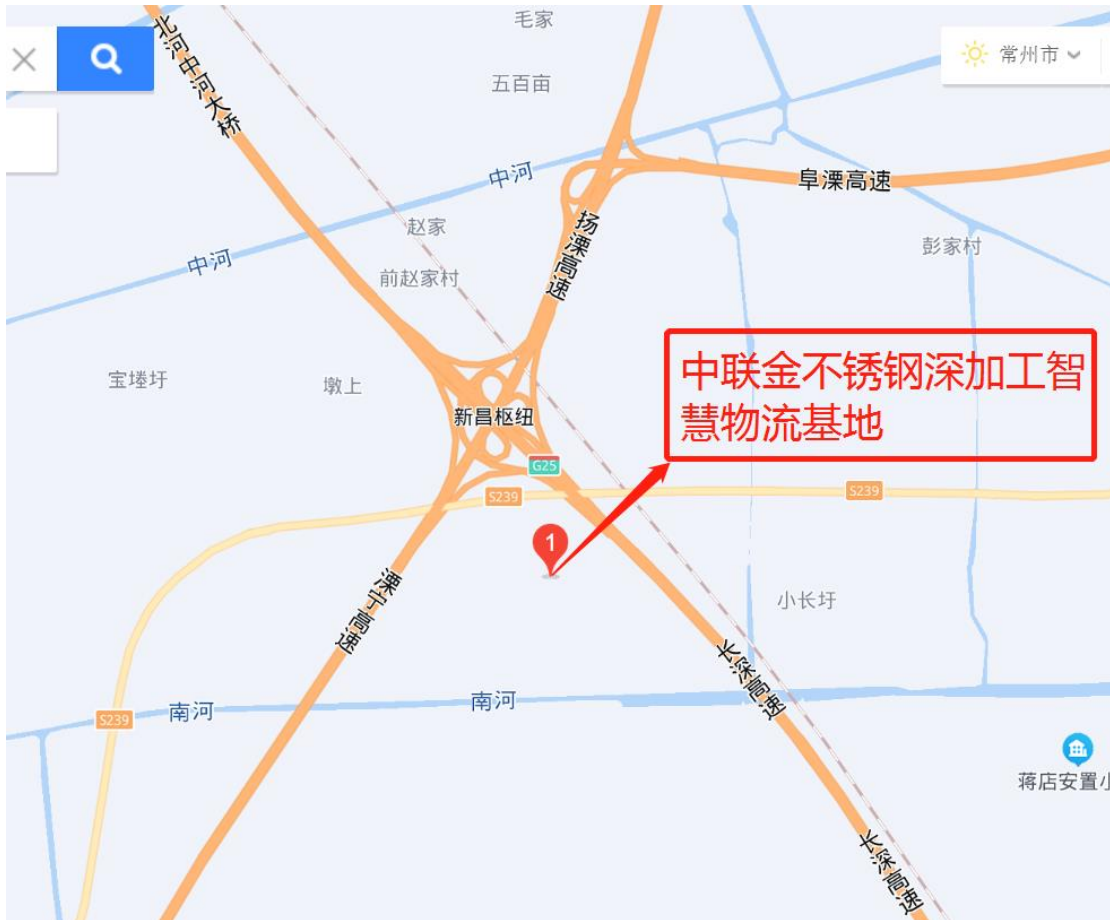 毛家
北河中河大桥
常州市
五百亩
中河
阜溧高速
赵家
扬溧高速
彭家村
中河
前赵家村
中联金不锈钢深加工智
慧物流基地
宝塂圩
墩上
新昌枢纽
G25
S239
S239
1
溧宁高速
小长圩
长深高速
南河
南河
S239
蒋店安置小
长深高速